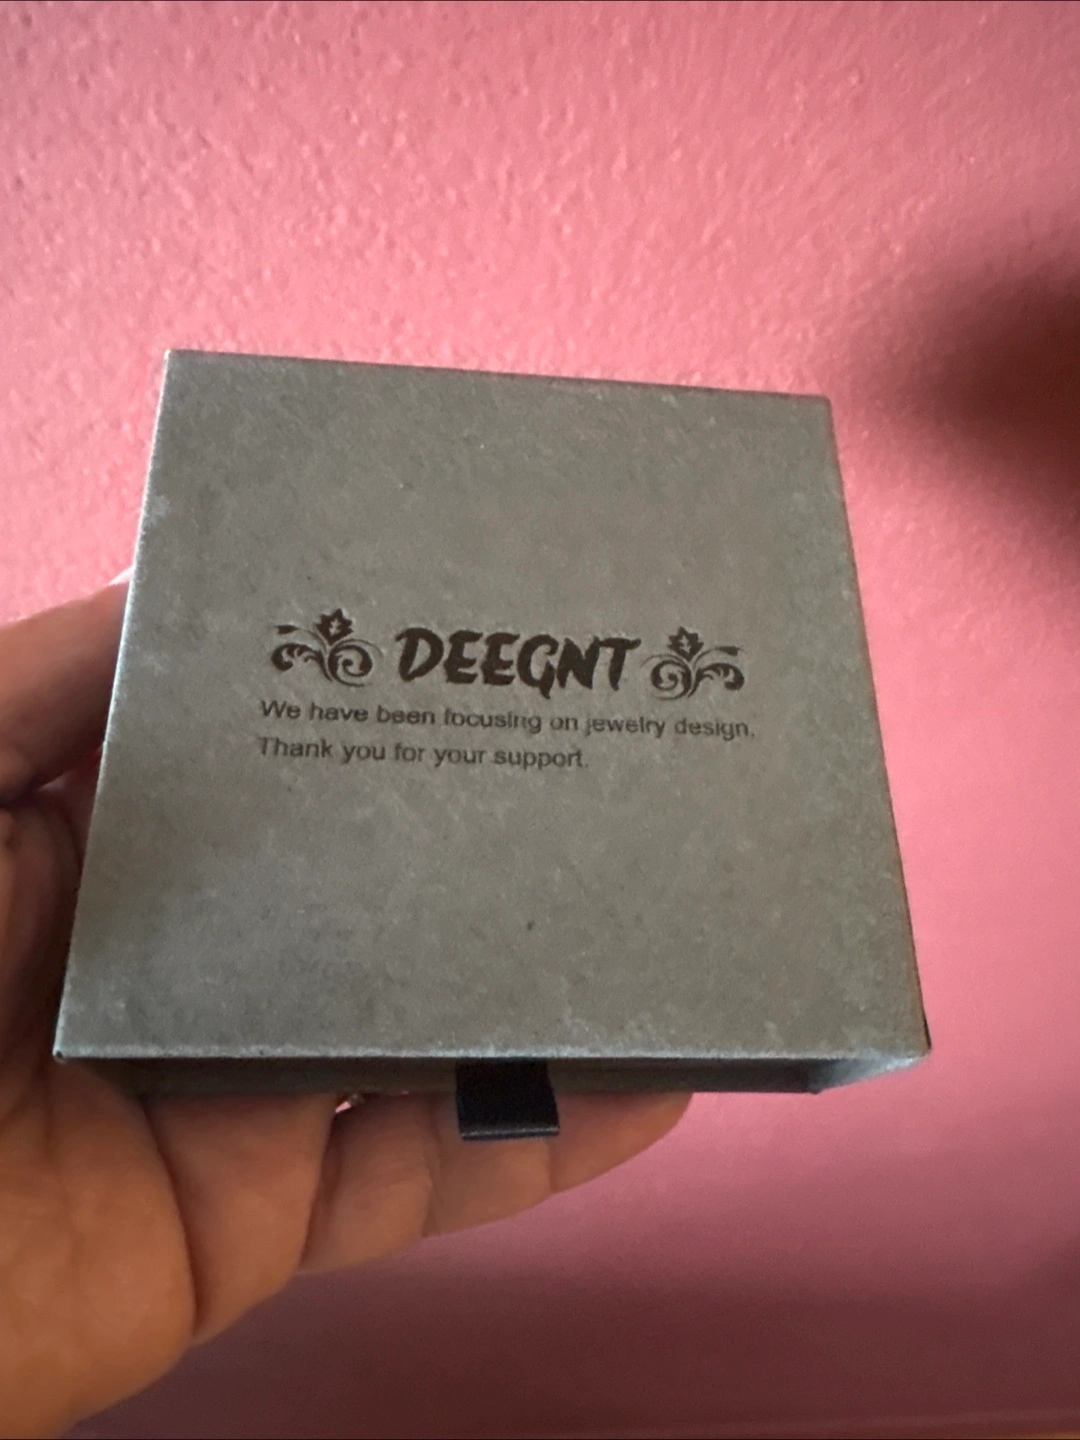 DEEGNT
We have been focusing on jewelry design,
Thank you for your support.